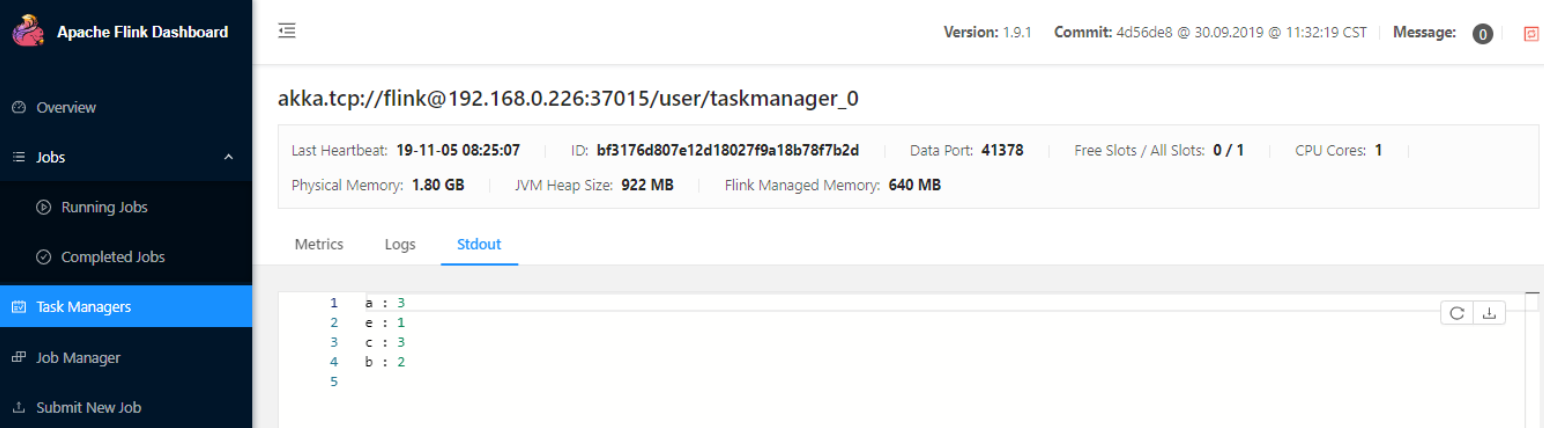 Apache Flink Dashboard
Version: 1.9.1 Commit: 4d56de8 @ 30.09.2019 @ 11:32:19 CST Message: 0
Overview
Jobs
Running Jobs
Completed Jobs
Task Managers
Job Manager
Submit New Job
akka.tcp://flink@192.168.0.226:37015/user/taskmanager_0
Last Heartbeat: 19-11-05 08:25:07 ID: bf3176d807e12d18027f9a18b78f7b2d Data Port: 41378 Free Slots / All Slots: 0 / 1 CPU Cores: 1
Physical Memory: 1.80 GB JVM Heap Size: 922 MB Flink Managed Memory: 640 MB
Metrics Logs Stdout
1 a : 3
2 e : 1
3 c : 3
4 b : 2
5